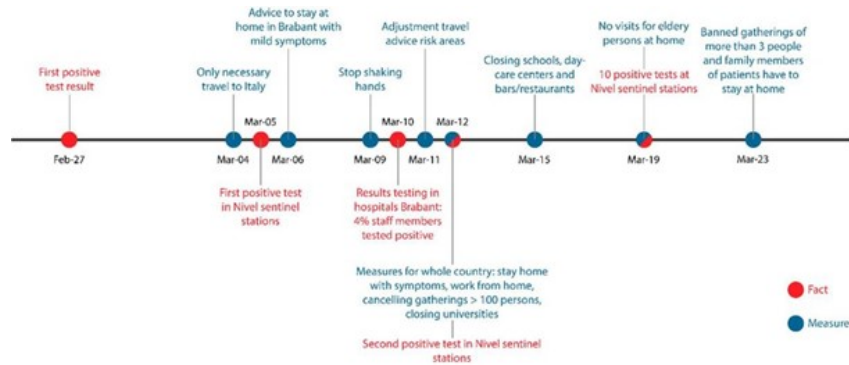 First positive
test result
Feb-27
Only necessary
travel to Italy
Mar-04
Mar-05
First positive test
in Nivel sentinel
stations
Advice to stay at
home in Brabant with
mild symptoms
Mar-06
Stop shaking
hands
Mar-09
Mar-10
Results testing in
hospitals Brabant:
4% staff members
tested positive
Adjustment travel
advice risk areas
Mar-11
Mar-12
Measures for whole country: stay home
with symptoms, work from home,
cancelling gatherings > 100 persons,
closing universities
Second positive test in Nivel sentinel
stations
Closing schools, day-
care centers and
bars/restaurants
Mar-15
No visits for eldery
persons at home
10 positive tests at
Nivel sentinel stations
Mar-19
Banned gatherings of
more than 3 people
and family members
of patients have to
stay at home
Mar-23
Fact
Measure